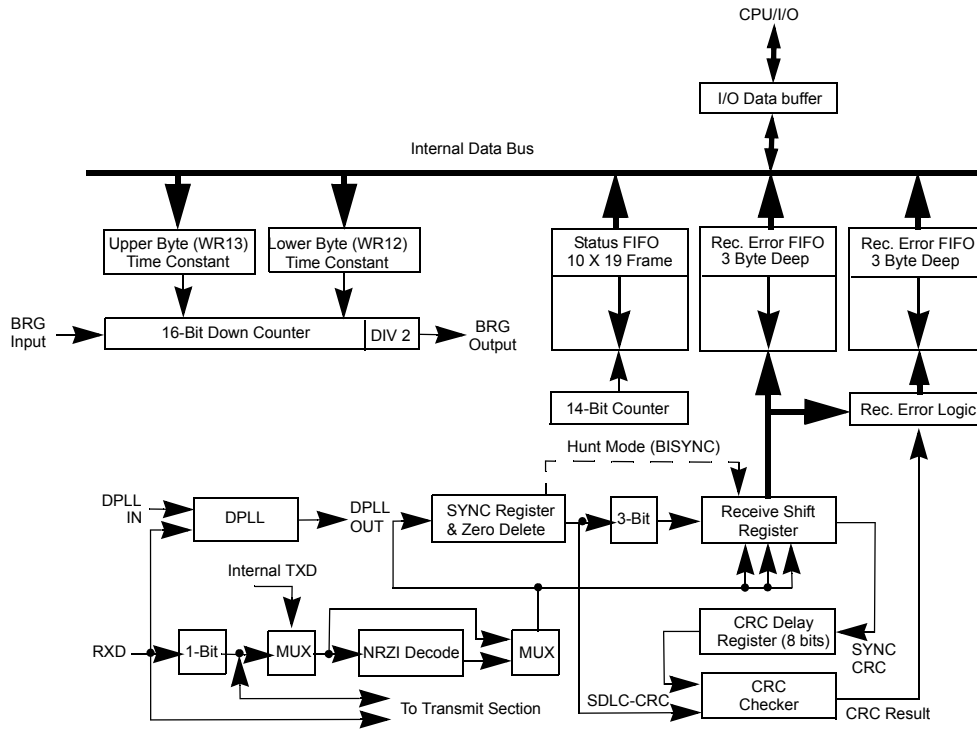 CPU/I/O
I/O Data buffer
Internal Data Bus
Upper Byte (WR13)
Time Constant
Lower Byte (WR12)
Time Constant
Status FIFO
10 X 19 Frame
Rec. Error FIFO
3 Byte Deep
Rec. Error FIFO
3 Byte Deep
BRG
Input
16-Bit Down Counter
DIV 2
BRG
Output
14-Bit Counter
Rec. Error Logic
Hunt Mode (BISYNC)
DPLL
IN
DPLL
DPLL
OUT
SYNC Register
& Zero Delete
3-Bit
Receive Shift
Register
Internal TXD
RXD
1-Bit
MUX
NRZI Decode
MUX
CRC Delay
Register (8 bits)
SYNC
CRC
To Transmit Section
SDLC-CRC
CRC
Checker
CRC Result